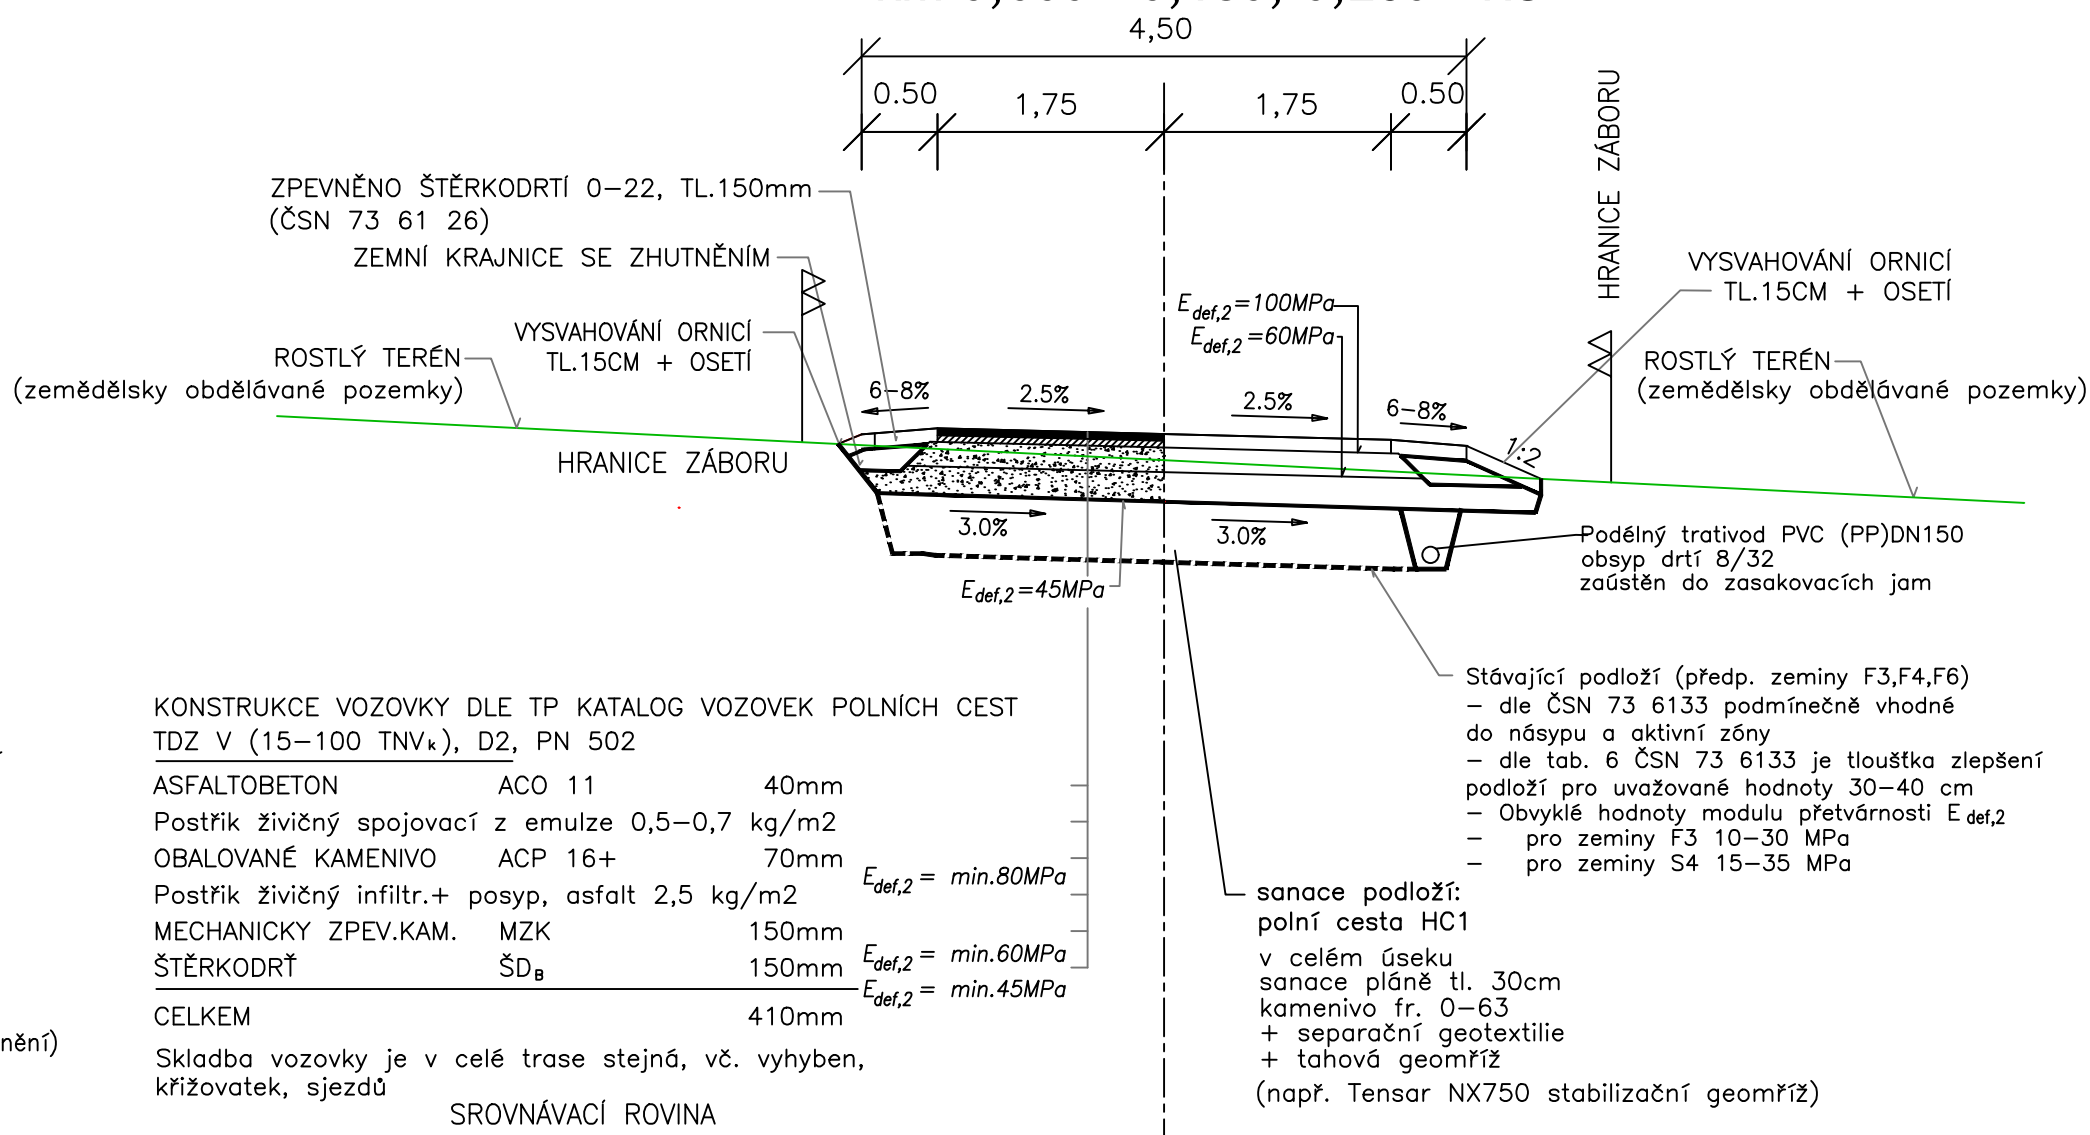 4,50
0.50
1,75
1,75
0.50
HRANICE ZÁBORU
ZPEVNĚNO ŠTĚRKODRTÍ 0-22, TL.150mm
(ČSN 73 61 26)
ZEMNÍ KRAJNICE SE ZHUTNĚNÍM
VYSVAHOVÁNÍ ORNICÍ
TL.15CM + OSETÍ
ROSTLÝ TERÉN
(zemědělsky obdělávané pozemky)
HRANICE ZÁBORU
VYSVAHOVÁNÍ ORNICÍ
TL.15CM + OSETÍ
ROSTLÝ TERÉN
(zemědělsky obdělávané pozemky)
Edef,2=100MPa
Edef,2=60MPa
6-8%
2.5%
2.5%
6-8%
1:2
3.0%
3.0%
Edef,2=45MPa
Podélný trativod PVC (PP)DN150
obsyp drtí 8/32
zaústěn do zasakovacích jam
Stávající podloží (předp. zeminy F3,F4,F6)
- dle ČSN 73 6133 podmínečně vhodné
do násypu a aktivní zóny
- dle tab. 6 ČSN 73 6133 je tloušťka zlepšení
podloží pro uvažované hodnoty 30-40 cm
- Obvyklé hodnoty modulu přetvárnosti E def,2
- pro zeminy F3 10-30 MPa
- pro zeminy S4 15-35 MPa
KONSTRUKCE VOZOVKY DLE TP KATALOG VOZOVEK POLNÍCH CEST
TDZ V (15-100 TNVk), D2, PN 502
ASFALTOBETON ACO 11 40mm
Postřik živičný spojovací z emulze 0,5-0,7 kg/m2
OBALOVANÉ KAMENIVO ACP 16+ 70mm
Edef,2= min.80MPa
Postřik živičný infiltr.+ posyp, asfalt 2,5 kg/m2
MECHANICKY ZPEV.KAM. MZK 150mm
Edef,2= min.60MPa
ŠTĚRKODRŤ ŠDB 150mm
Edef,2= min.45MPa
CELKEM 410mm
Skladba vozovky je v celé trase stejná, vč. vyhyben,
křižovatek, sjezdů
SROVNÁVACÍ ROVINA
nění)
sanace podloží:
polní cesta HC1
v celém úseku
sanace pláně tl. 30cm
kamenivo fr. 0-63
+ separační geotextilie
+ tahová geomříž
(např. Tensar NX750 stabilizační geomříž)